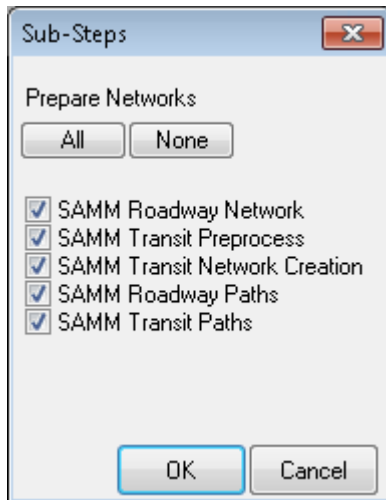 Sub-Steps
Prepare Networks
All None
SAMM Roadway Network
SAMM Transit Preprocess
SAMM Transit Network Creation
SAMM Roadway Paths
SAMM Transit Paths
OK Cancel